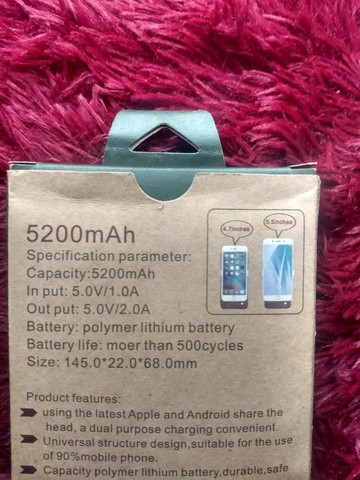 4.7inches
5.5inches
5200mAh
Specification parameter:
Capacity:5200mAh
In put: 5.0V/1.0A
Out put: 5.0V/2.0A
Battery: polymer lithium battery
Battery life: moer than 500cycles
Size: 145.0*22.0*68.0mm
Product features:
using the latest Apple and Android share the
head, a dual purpose charging convenient.
Universal structure design,suitable for the use
of 90%mobile phone.
Capacity polymer lithium battery,durable,safe